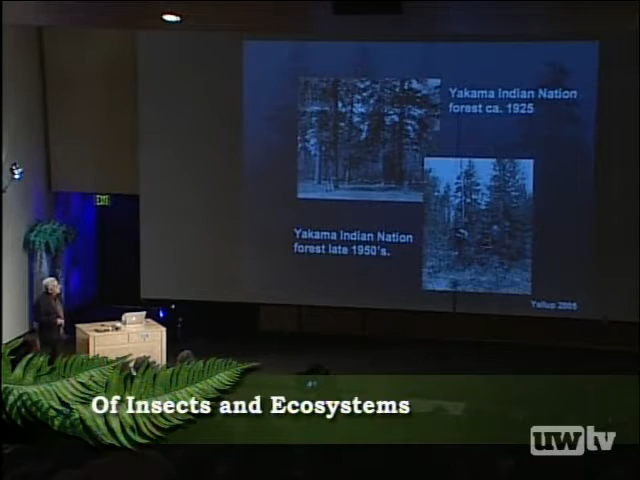 Yakama Indian Nation
forest ca. 1925
EXIT
Yakama Indian Nation
forest late 1950's.
Yallup 2005
Of Insects and Ecosystems
uwtv